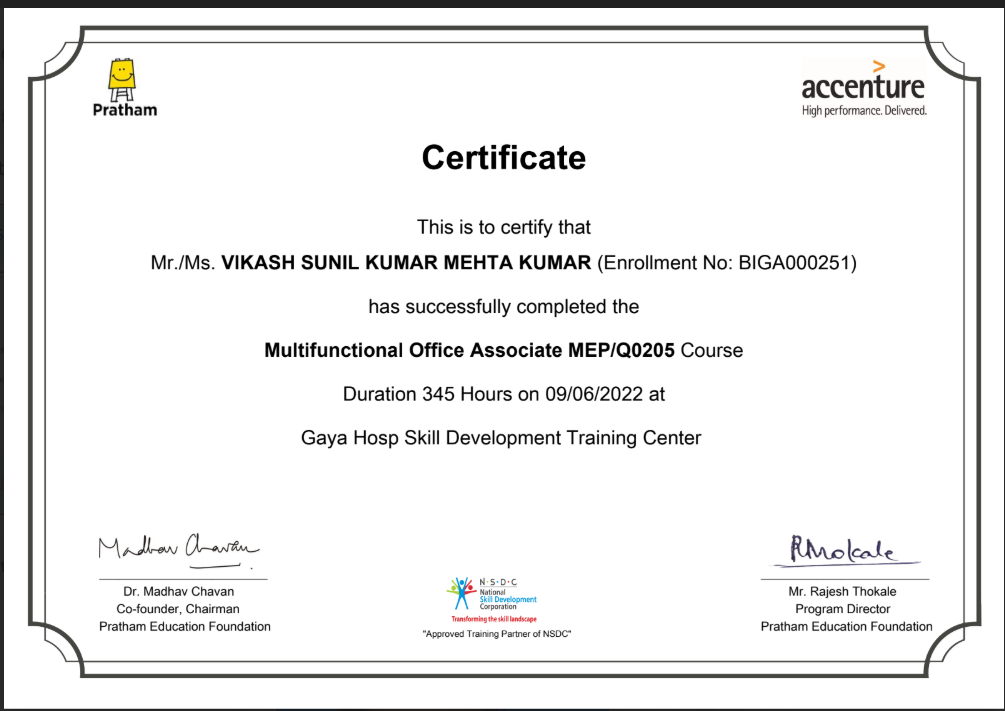 Pratham
accenture
High performance. Delivered.
Certificate
This is to certify that
Mr./Ms. VIKASH SUNIL KUMAR MEHTA KUMAR (Enrollment No: BIGA000251)
has successfully completed the
Multifunctional Office Associate MEP/Q0205 Course
Duration 345 Hours on 09/06/2022 at
Gaya Hosp Skill Development Training Center
Madhav Chavan
Dr. Madhav Chavan
Co-founder, Chairman
Pratham Education Foundation
N·S·D·C
National
Skill Development
Corporation
Transforming the skill landscape
"Approved Training Partner of NSDC"
RThokale
Mr. Rajesh Thokale
Program Director
Pratham Education Foundation